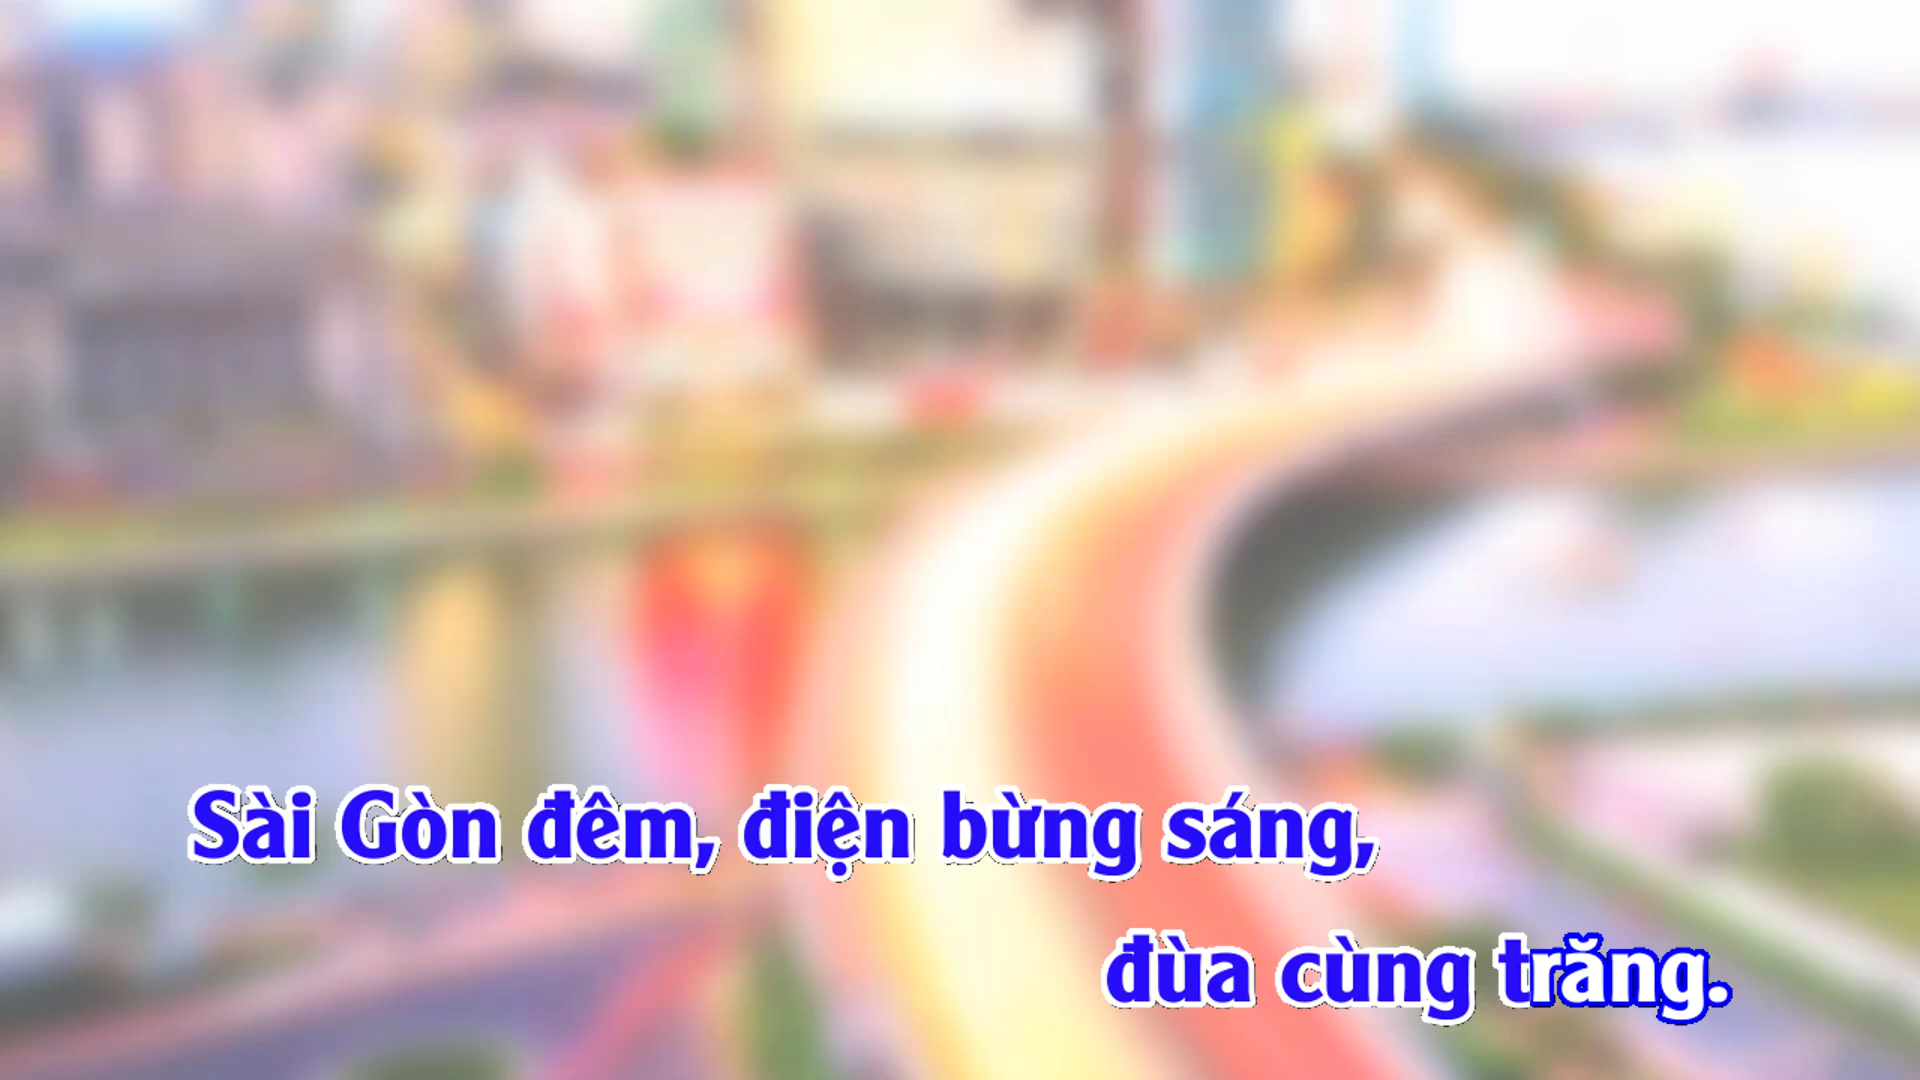 Sài Gòn đêm, điện bừng sáng,
đùa cùng trăng.